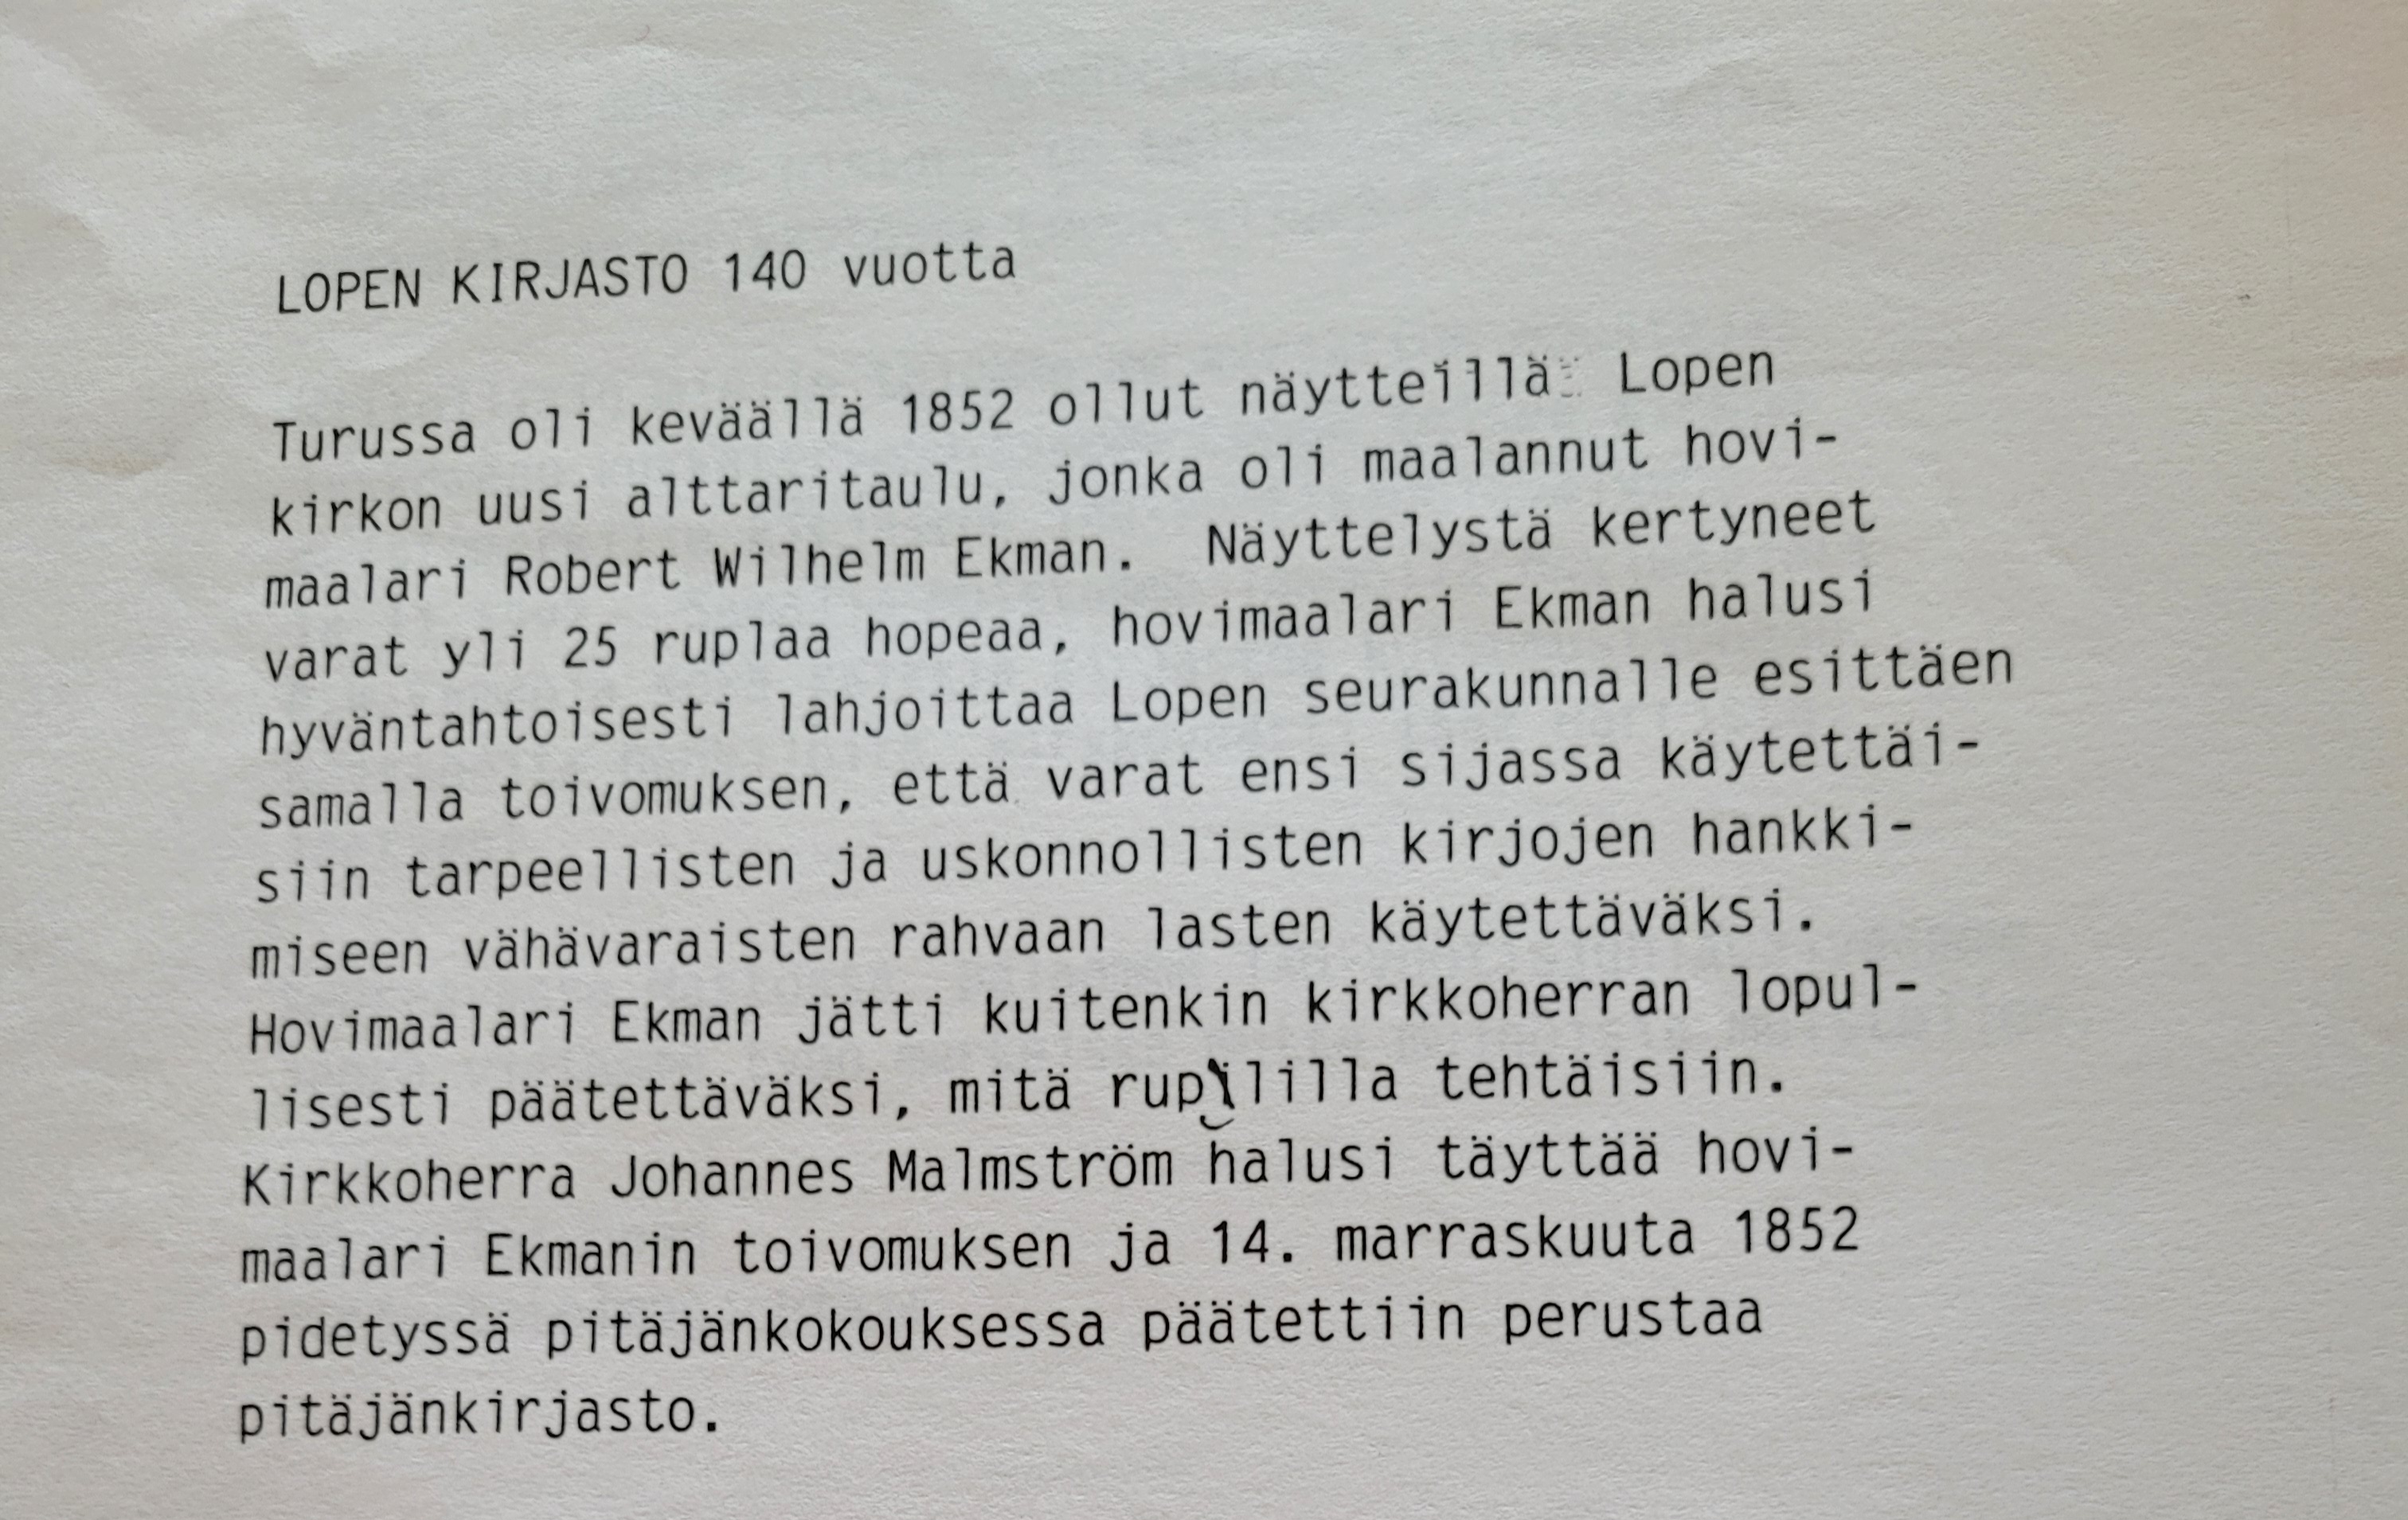 LOPEN KIRJASTO 140 vuotta
Turussa oli keväällä 1852 ollut näytteillä Lopen
kirkon uusi alttaritaulu, jonka oli maalannut hovi-
maalari Robert Wilhelm Ekman. Näyttelystä kertyneet
varat yli 25 ruplaa hopeaa, hovimaalari Ekman halusi
hyväntahtoisesti lahjoittaa Lopen seurakunnalle esittäen
samalla toivomuksen, että varat ensi sijassa käytettäi-
siin tarpeellisten ja uskonnollisten kirjojen hankki-
miseen vähävaraisten rahvaan lasten käytettäväksi.
Hovimaalari Ekman jätti kuitenkin kirkkoherran lopul-
lisesti päätettäväksi, mitä ruplilla tehtäisiin.
Kirkkoherra Johannes Malmström halusi täyttää hovi-
maalari Ekmanin toivomuksen ja 14. marraskuuta 1852
pidetyssä pitäjänkokouksessa päätettiin perustaa
pitäjänkirjasto.